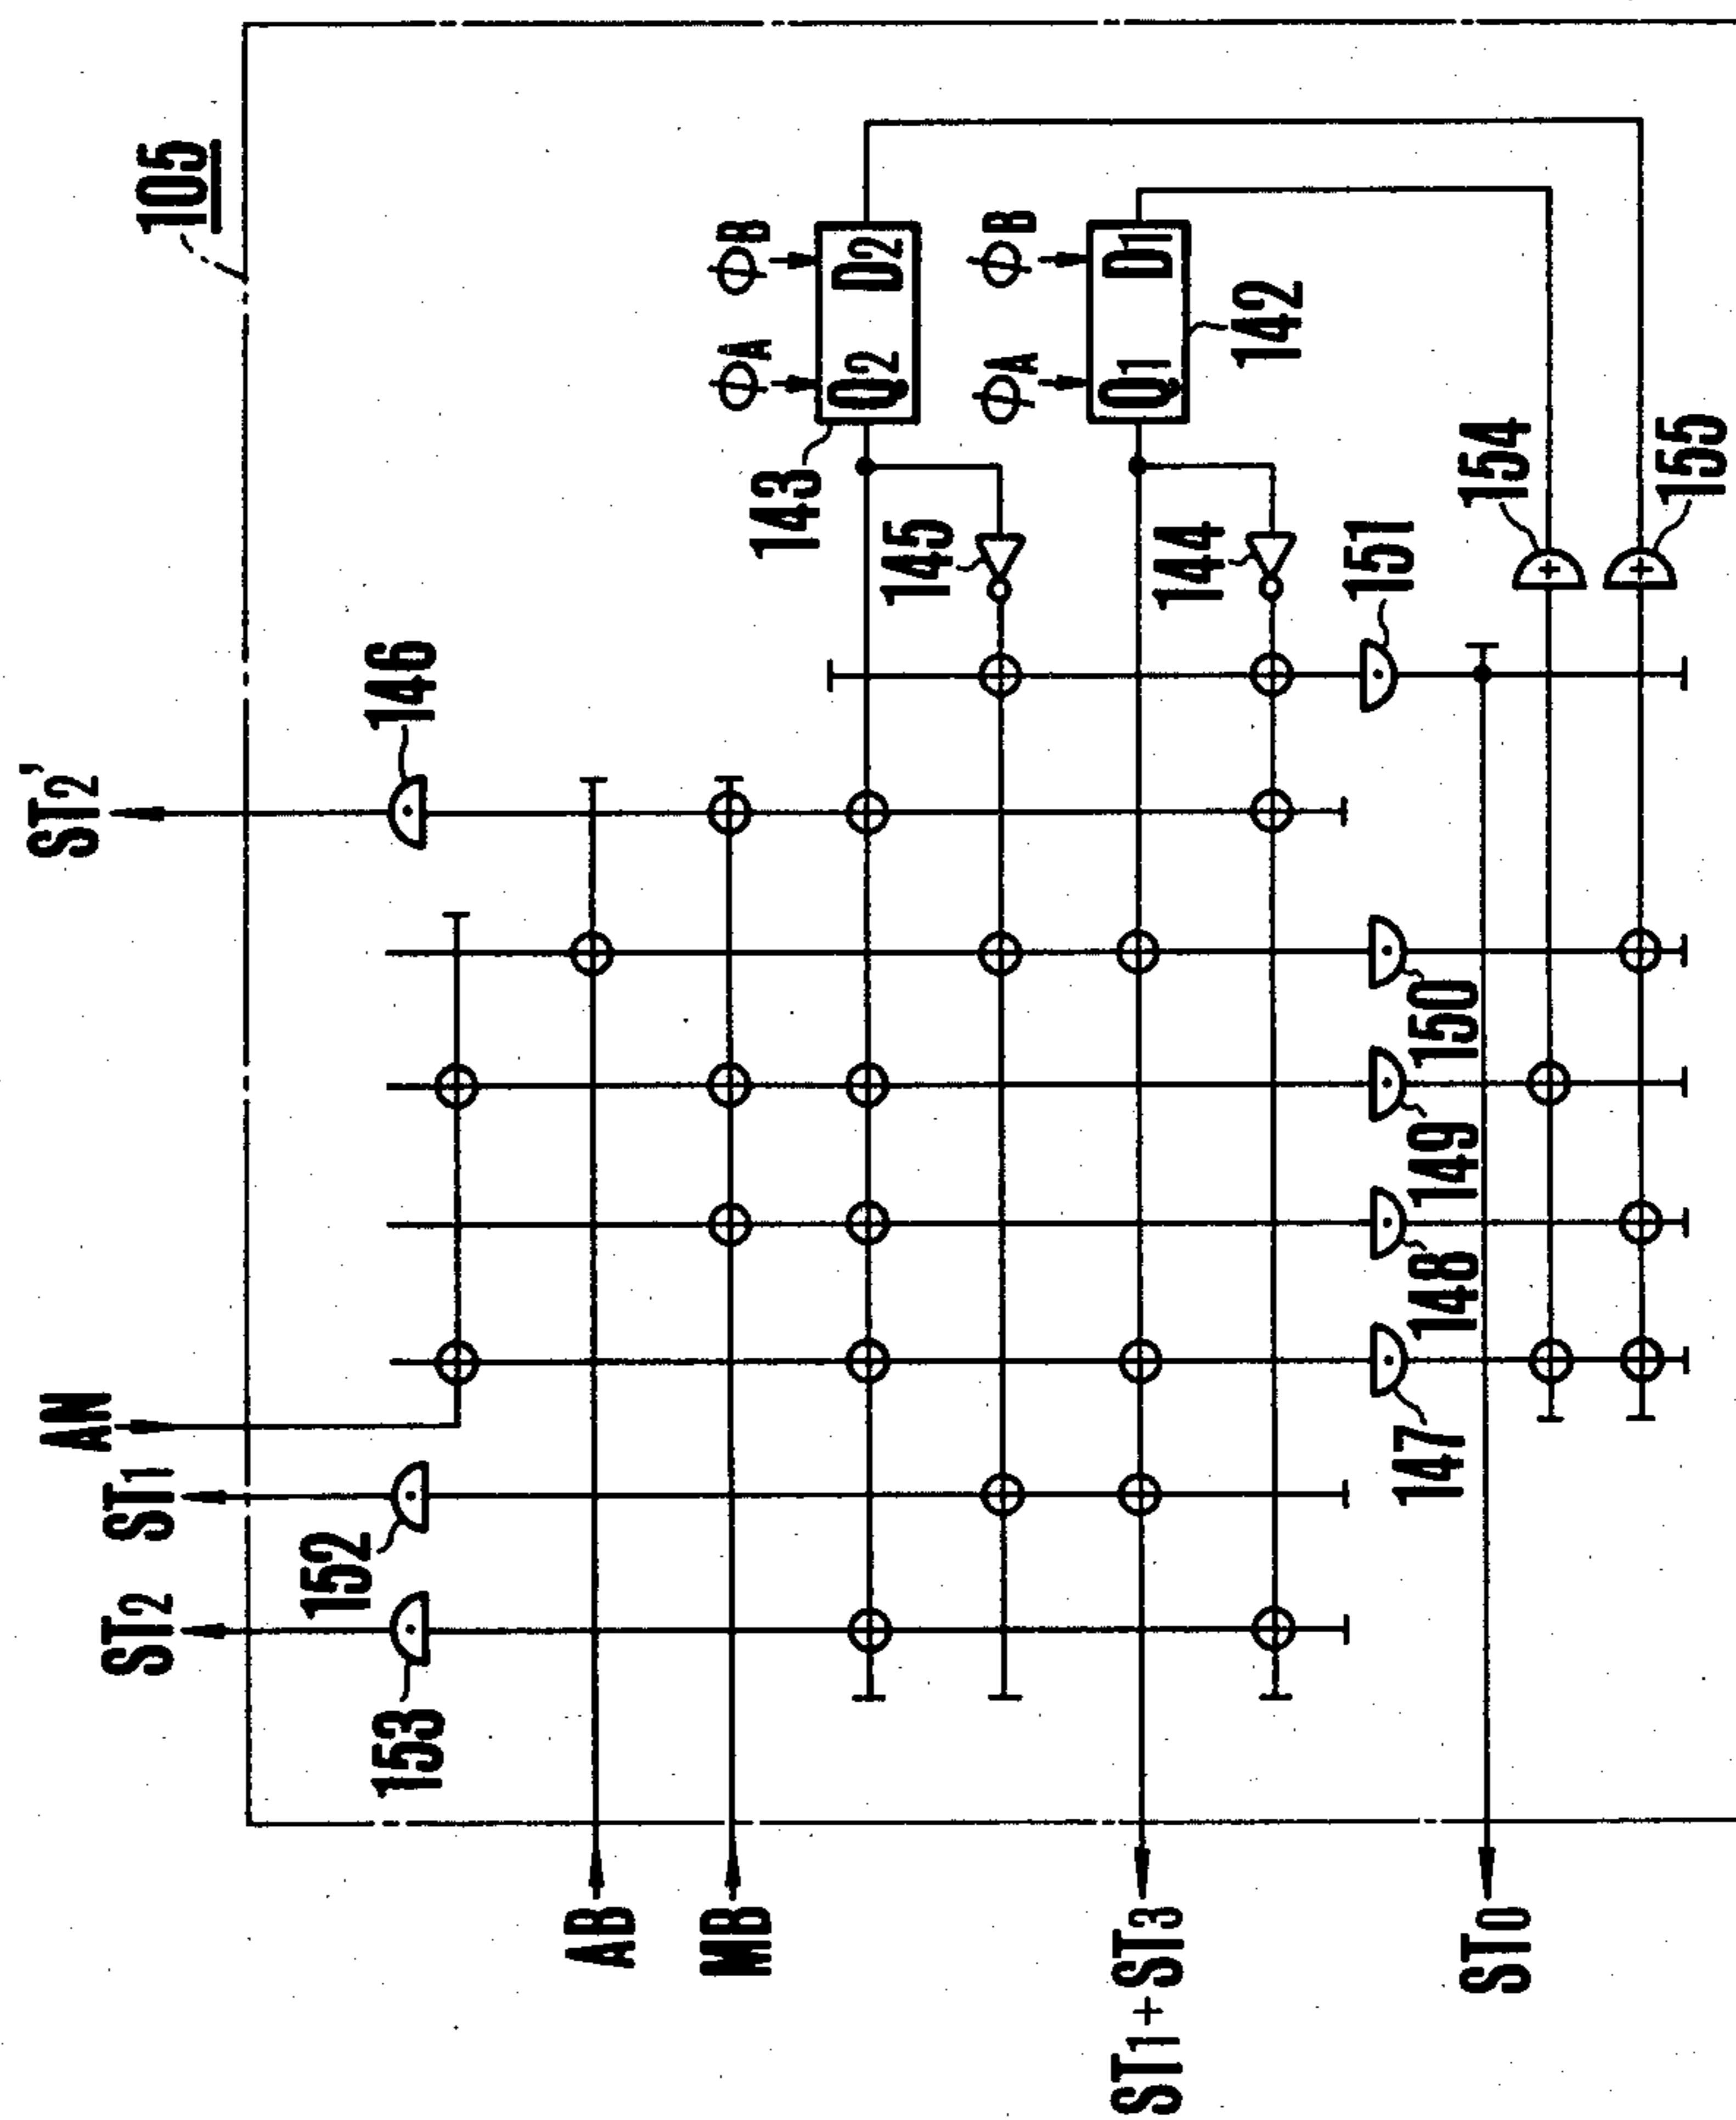 ST2
ST1
AN
ST2'
105
152
153
146
AB
MB
ϕA
ϕB
143
Q2 D2
145
ϕA
ϕB
ST1+ST3
Q1 D1
144
142
151
147
148
149
150
ST0
154
155